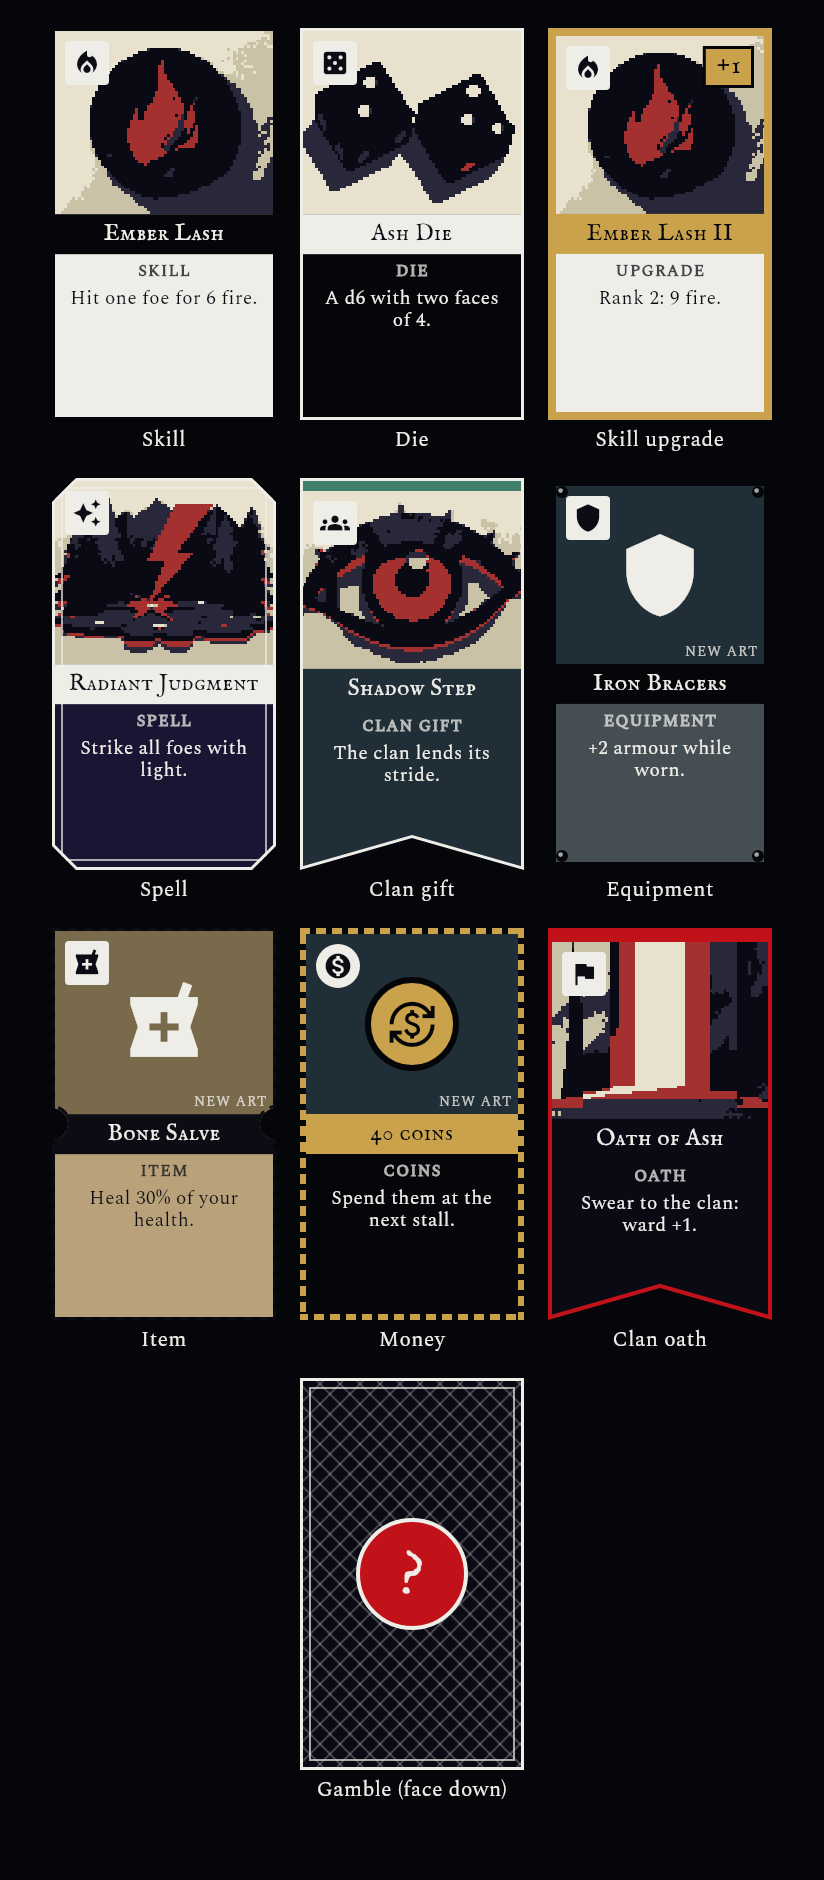 +1
Ember Lash
SKILL
Hit one foe for 6 fire.
Skill
Ash Die
DIE
A d6 with two faces
of 4.
Die
Ember Lash II
UPGRADE
Rank 2: 9 fire.
Skill upgrade
Radiant Judgment
SPELL
Strike all foes with
light.
Spell
Shadow Step
CLAN GIFT
The clan lends its
stride.
Clan gift
NEW ART
Iron Bracers
EQUIPMENT
+2 armour while
worn.
Equipment
NEW ART
Bone Salve
ITEM
Heal 30% of your
health.
Item
$
$
NEW ART
40 coins
COINS
Spend them at the
next stall.
Money
Oath of Ash
OATH
Swear to the clan:
ward +1.
Clan oath
?
Gamble (face down)